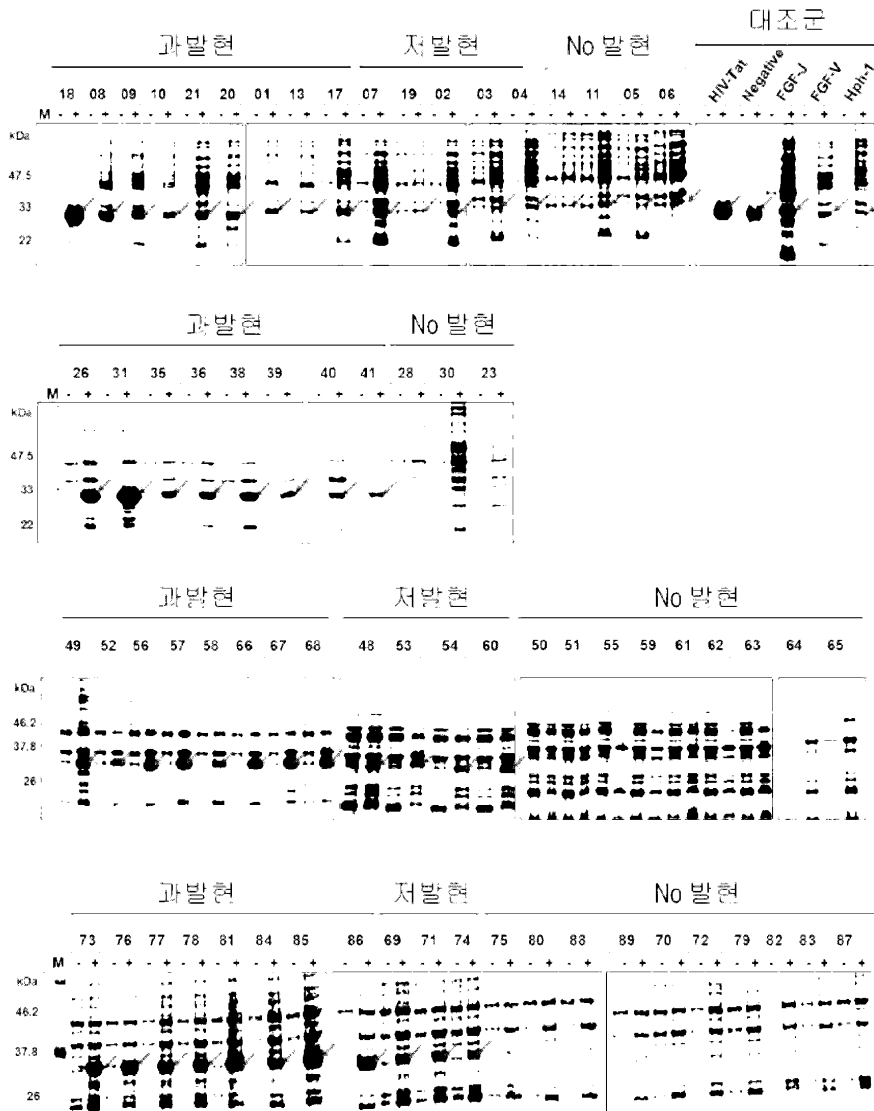 대조군
과발현 저발현 No 발현
HIV-Tat Negative FGF-J FGF-V Hph-1
18 08 09 10 21 20 01 13 17 07 19 02 03 04 14 11 05 06
M - + - + - + - + - + - + - + - + - + - + - + - + - + - + - + - + - + - +
kDa
47.5
33
22
과발현 No 발현
26 31 35 36 38 39 40 41 28 30 23
M - + - + - + - + - + - + - + - + - + - + - +
kDa
47.5
33
22
과발현 저발현 No 발현
49 52 56 57 58 66 67 68 48 53 54 60 50 51 55 59 61 62 63 64 65
kDa
46.2
37.8
26
과발현 저발현 No 발현
73 76 77 78 81 84 85 86 69 71 74 75 80 88 89 70 72 79 82 83 87
M - + - + - + - + - + - + - + - + - + - + - + - + - + - + - + - + - + - + - + - + - +
kDa
46.2
37.8
26